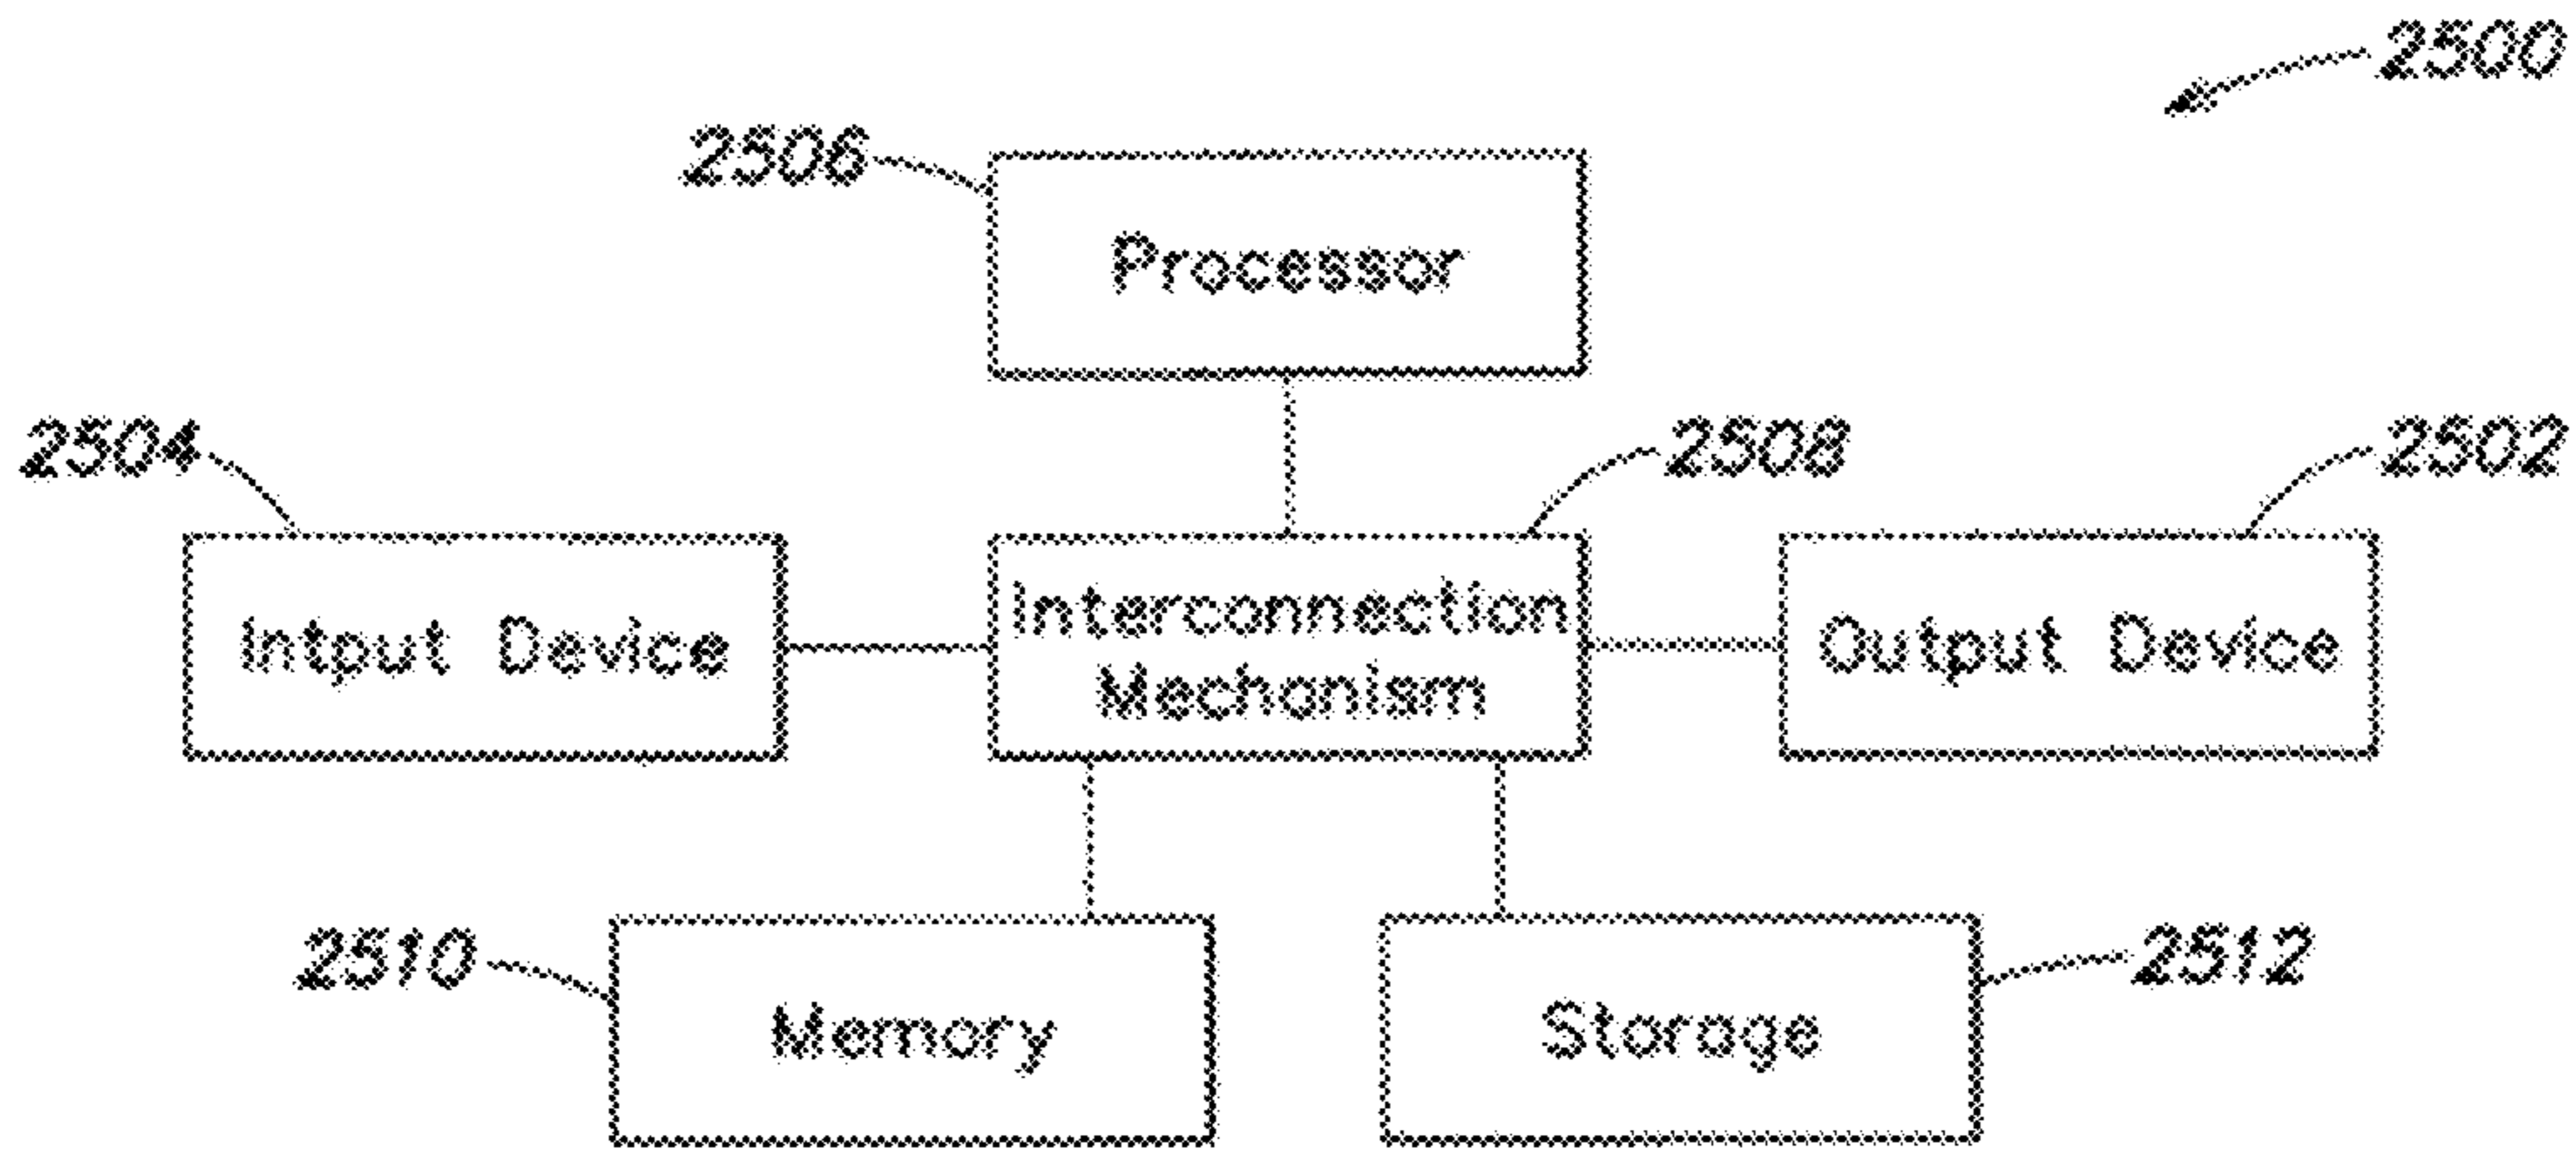 2500
2506
Processor
2504
2508
2502
Intput Device
Interconnection
Mechanism
Output Device
2510
Memory
Storage
2512